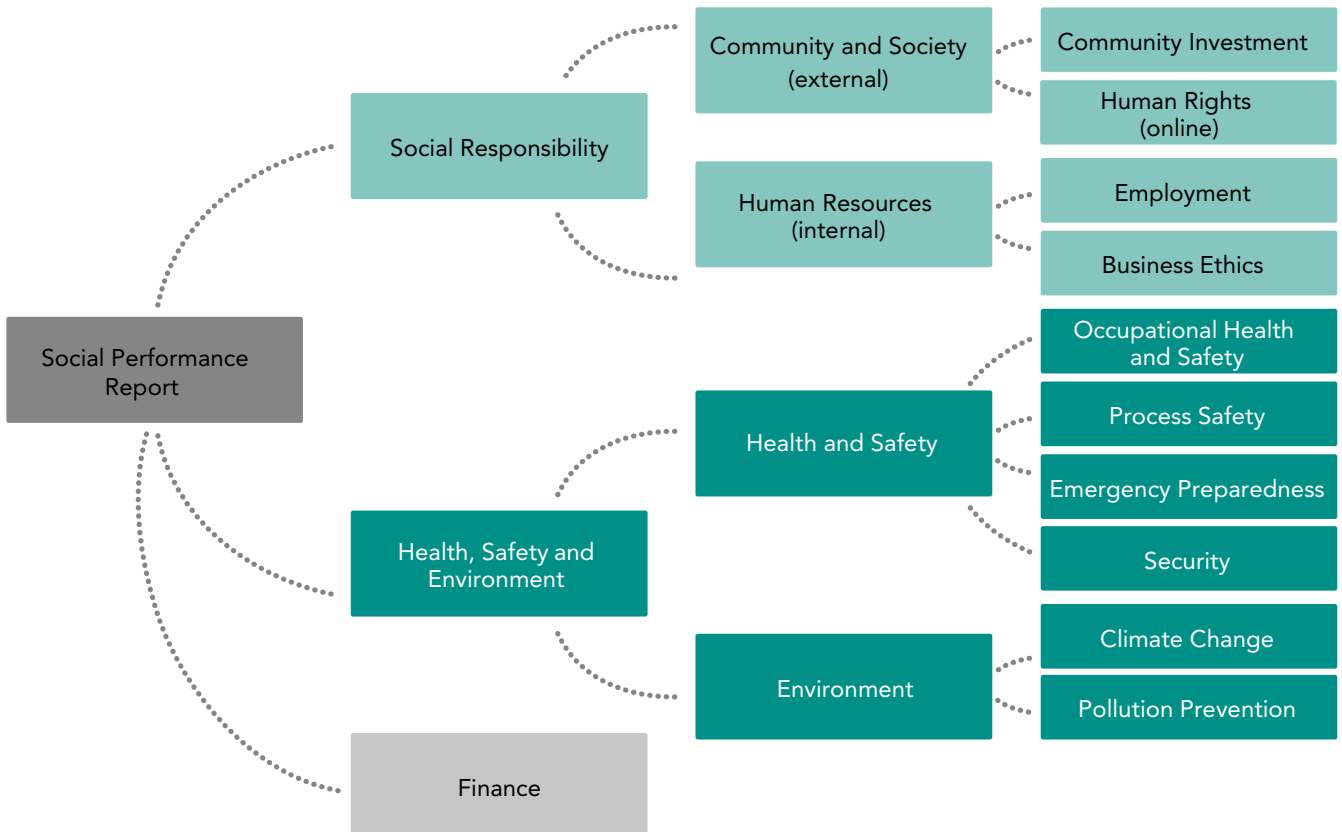 Social Performance
Report
Social Responsibility
Community and Society
(external)
Community Investment
Human Rights
(online)
Human Resources
(internal)
Employment
Business Ethics
Health, Safety and
Environment
Health and Safety
Occupational Health
and Safety
Process Safety
Emergency Preparedness
Security
Environment
Climate Change
Pollution Prevention
Finance